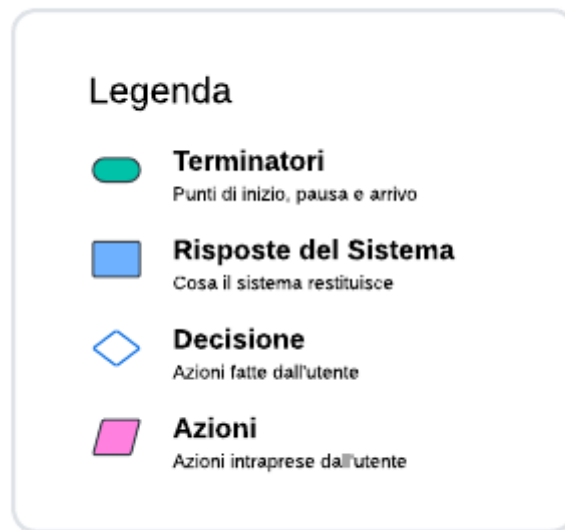 Legenda
Terminatori
Punti di inizio, pausa e arrivo
Risposte del Sistema
Cosa il sistema restituisce
Decisione
Azioni fatte dall'utente
Azioni
Azioni intraprese dall'utente